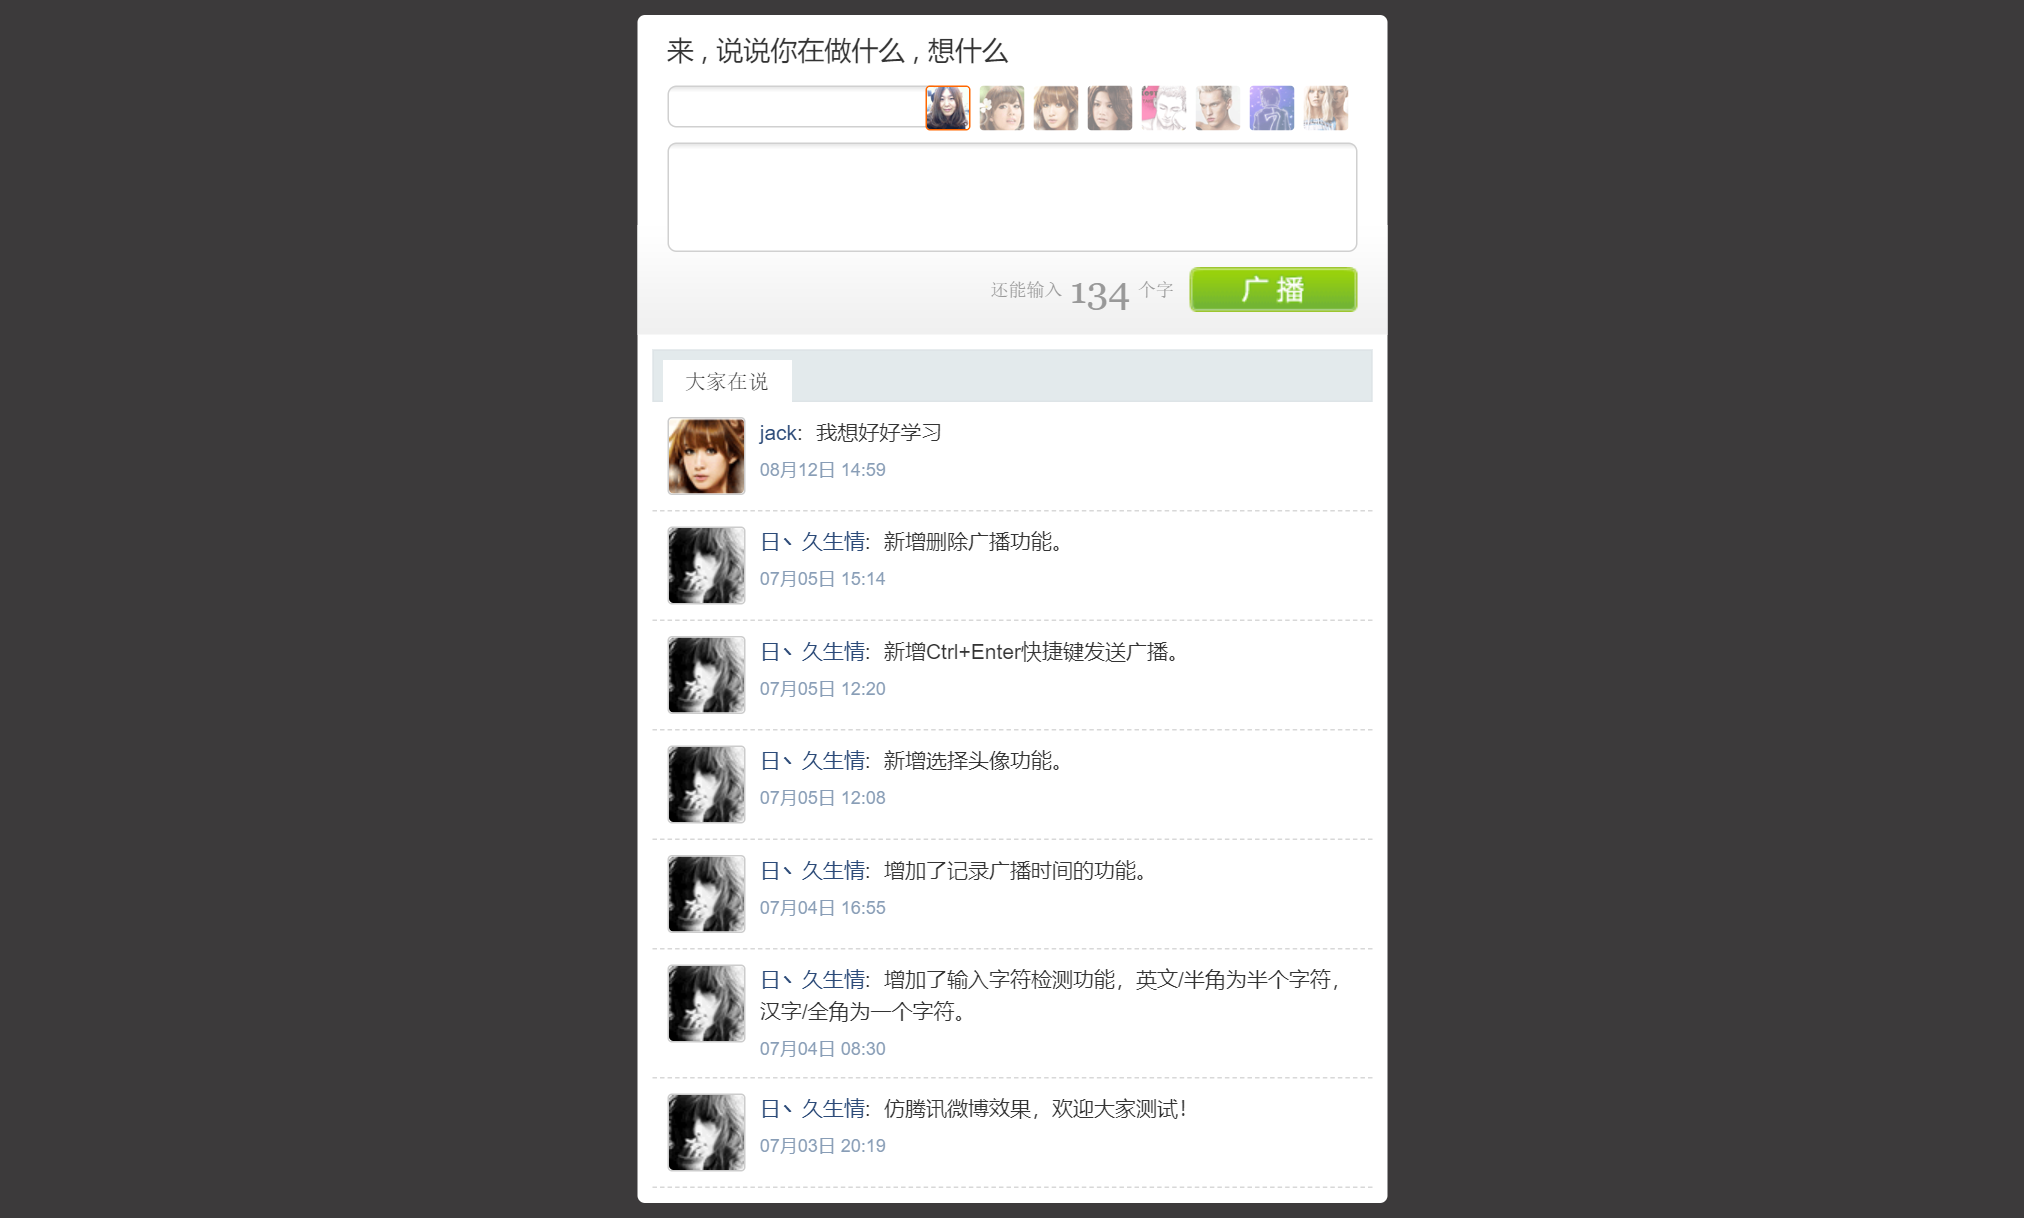 来，说说你在做什么，想什么
还能输入 134 个字
广播
大家在说
jack: 我想好好学习
08月12日 14:59
日丶久生情: 新增删除广播功能。
07月05日 15:14
日丶久生情: 新增Ctrl+Enter快捷键发送广播。
07月05日 12:20
日丶久生情: 新增选择头像功能。
07月05日 12:08
日丶久生情: 增加了记录广播时间的功能。
07月04日 16:55
日丶久生情: 增加了输入字符检测功能，英文/半角为半个字符，
汉字/全角为一个字符。
07月04日 08:30
日丶久生情: 仿腾讯微博效果，欢迎大家测试！
07月03日 20:19